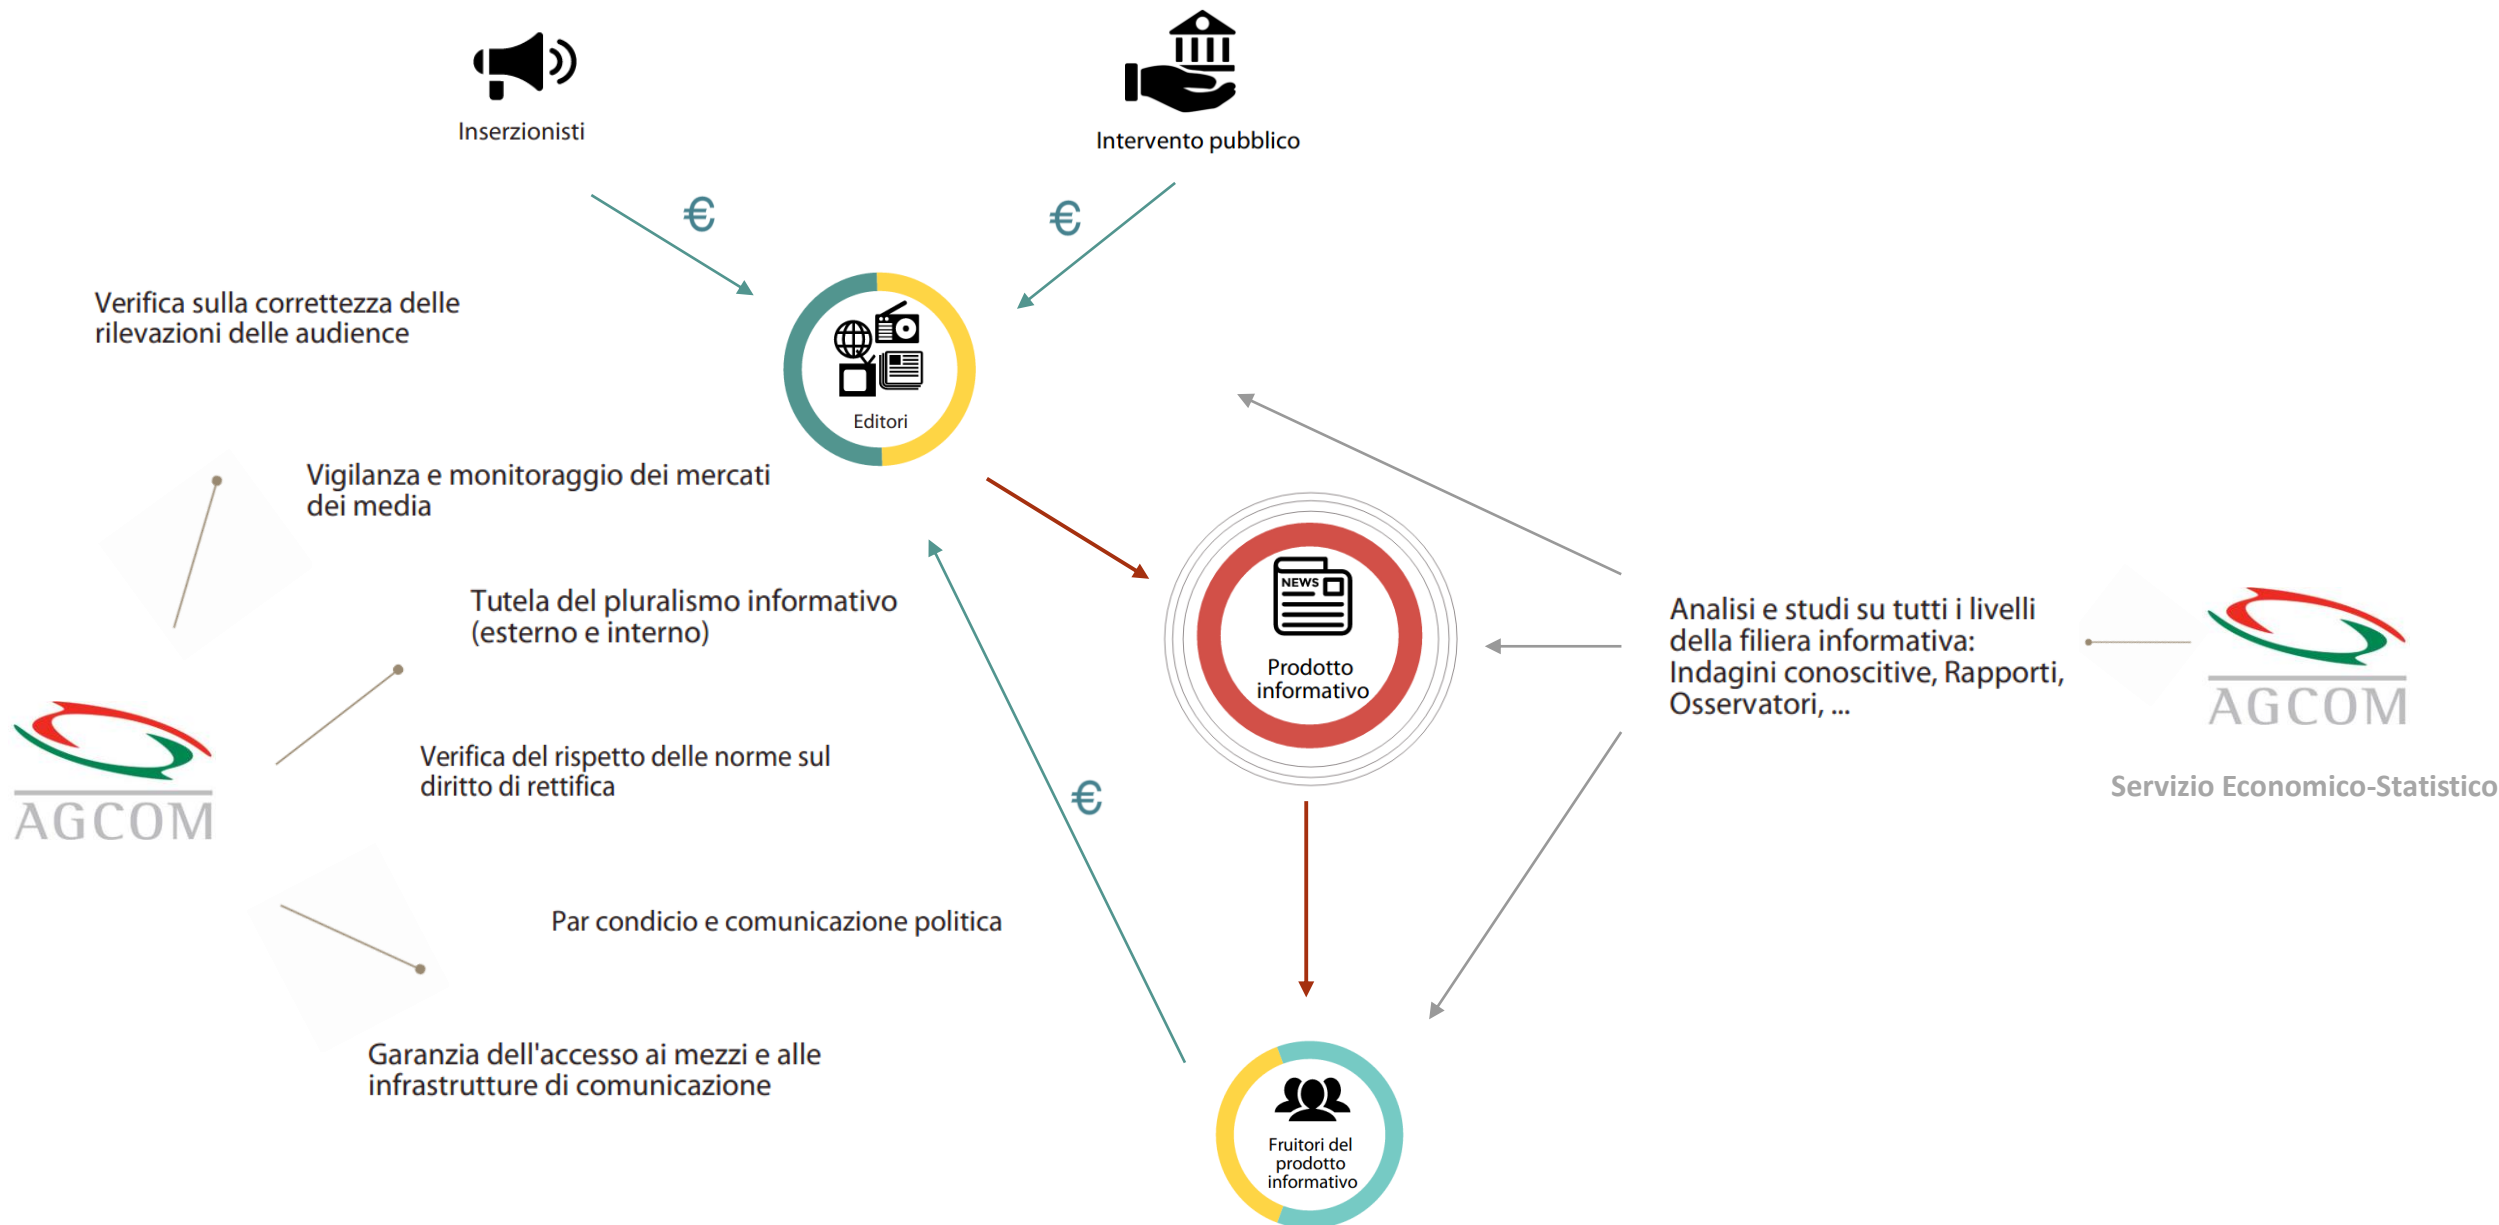 Inserzionisti
Intervento pubblico
€
€
Verifica sulla correttezza delle
rilevazioni delle audience
Editori
Vigilanza e monitoraggio dei mercati
dei media
Tutela del pluralismo informativo
(esterno e interno)
NEWS
Prodotto
informativo
Analisi e studi su tutti i livelli
della filiera informativa:
Indagini conoscitive, Rapporti,
Osservatori, ...
AGCOM
Servizio Economico-Statistico
Verifica del rispetto delle norme sul
diritto di rettifica
AGCOM
€
Par condicio e comunicazione politica
Garanzia dell'accesso ai mezzi e alle
infrastrutture di comunicazione
Fruitori del
prodotto
informativo